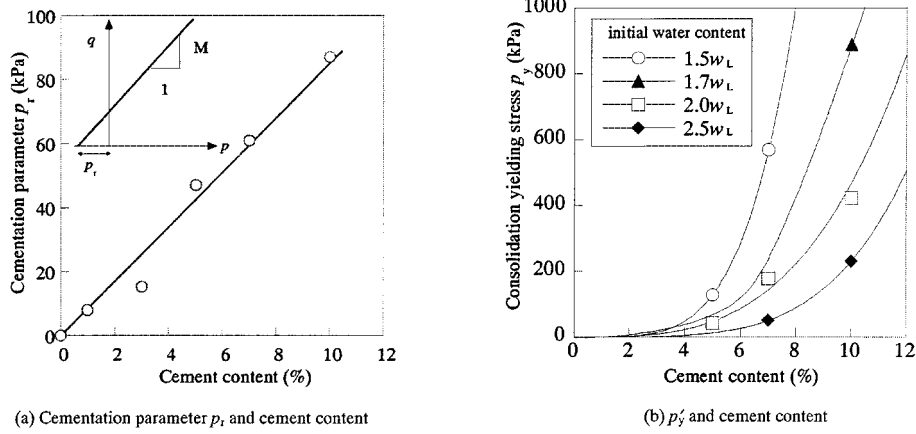 Cementation parameter p_r (kPa)
100
80
60
40
20
0
0 2 4 6 8 10 12
Cement content (%)
q
M
1
p
p_r
(a) Cementation parameter p_r and cement content
Consolidation yielding stress p_y (kPa)
1000
800
600
400
200
0
0 2 4 6 8 10 12
Cement content (%)
initial water content
1.5w_L
1.7w_L
2.0w_L
2.5w_L
(b) p_y′ and cement content